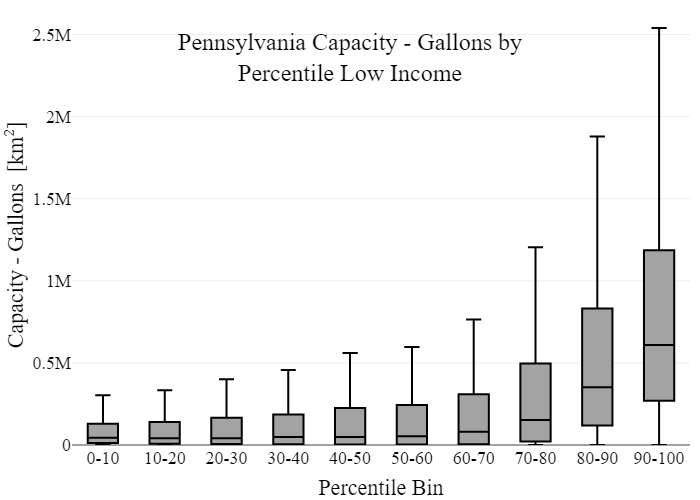 Pennsylvania Capacity - Gallons by
Percentile Low Income
Capacity - Gallons [km²]
2.5M
2M
1.5M
1M
0.5M
0
0-10 10-20 20-30 30-40 40-50 50-60 60-70 70-80 80-90 90-100
Percentile Bin